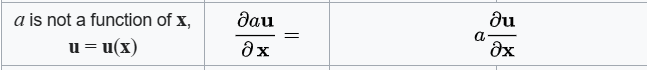 a is not a function of x,
u = u(x)
∂au/∂x =
a ∂u/∂x